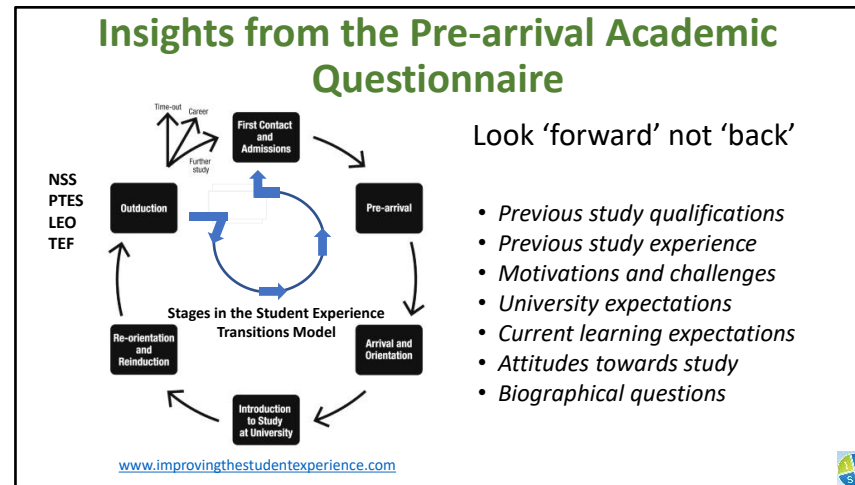 Insights from the Pre-arrival Academic
Questionnaire
Look ‘forward’ not ‘back’
Time-out
Career
Further
study
First Contact
and
Admissions
Pre-arrival
Arrival and
Orientation
Introduction
to Study
at University
Re-orientation
and
Reinduction
Outduction
NSS
PTES
LEO
TEF
Stages in the Student Experience
Transitions Model
www.improvingthestudentexperience.com
• Previous study qualifications
• Previous study experience
• Motivations and challenges
• University expectations
• Current learning expectations
• Attitudes towards study
• Biographical questions